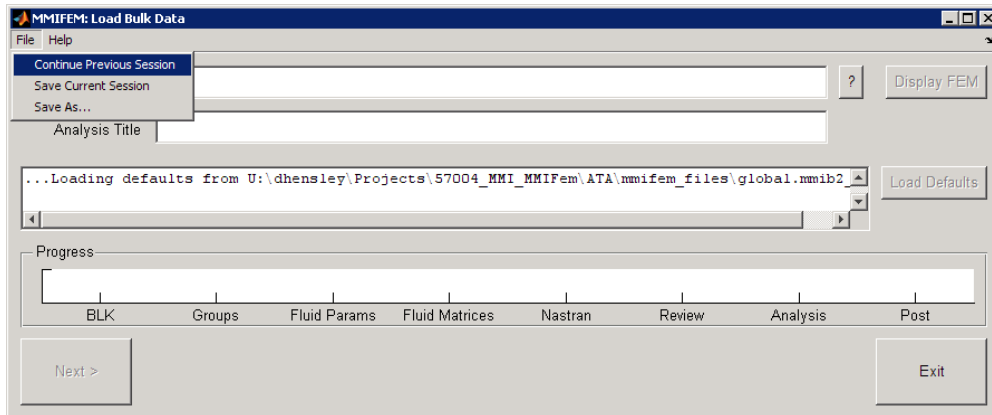 MMIFEM: Load Bulk Data
File Help
Continue Previous Session
Save Current Session
Save As...
?
Display FEM
Analysis Title
...Loading defaults from U:\dhensley\Projects\57004_MMI_MMIFem\ATA\mmifem_files\global.mmib2_
Load Defaults
Progress
BLK Groups Fluid Params Fluid Matrices Nastran Review Analysis Post
Next >
Exit